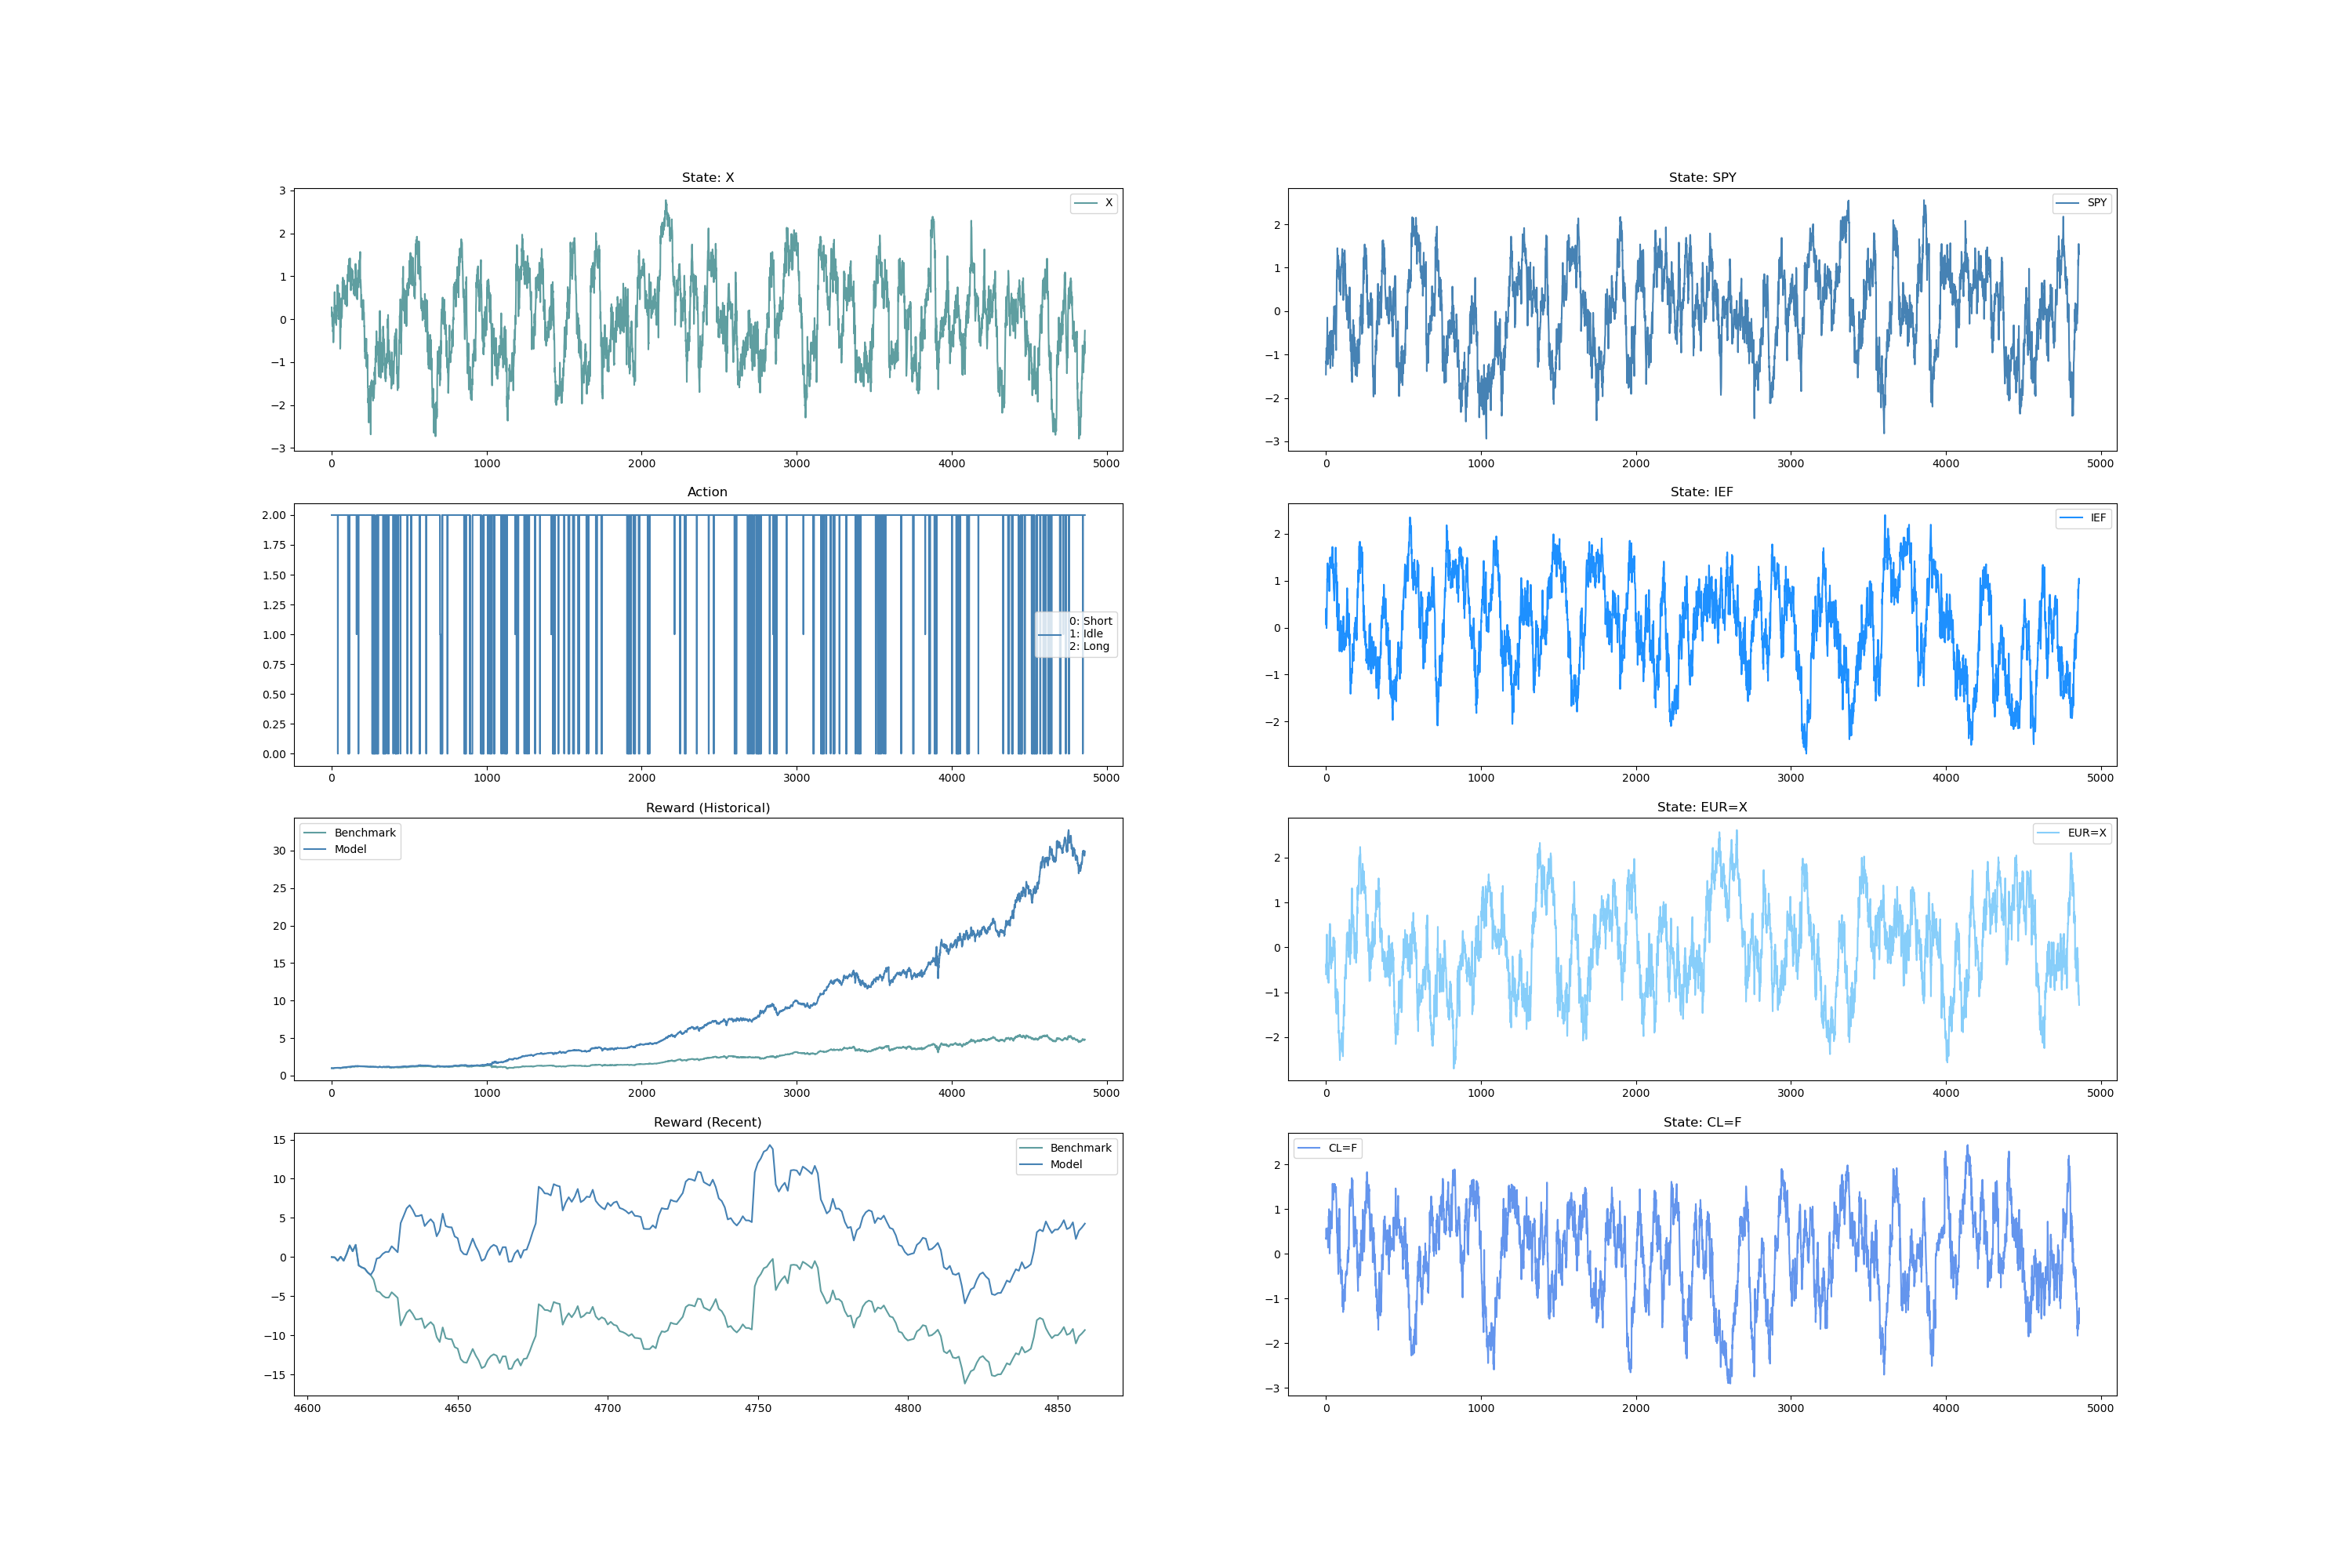 State: X
3
2
1
0
−1
−2
−3
X
0 1000 2000 3000 4000 5000
State: SPY
2
1
0
−1
−2
−3
SPY
0 1000 2000 3000 4000 5000
Action
2.00
1.75
1.50
1.25
1.00
0.75
0.50
0.25
0.00
0: Short
1: Idle
2: Long
0 1000 2000 3000 4000 5000
State: IEF
2
1
0
−1
−2
IEF
0 1000 2000 3000 4000 5000
Reward (Historical)
30
25
20
15
10
5
0
Benchmark
Model
0 1000 2000 3000 4000 5000
State: EUR=X
2
1
0
−1
−2
EUR=X
0 1000 2000 3000 4000 5000
Reward (Recent)
15
10
5
0
−5
−10
−15
Benchmark
Model
4600 4650 4700 4750 4800 4850
State: CL=F
2
1
0
−1
−2
−3
CL=F
0 1000 2000 3000 4000 5000